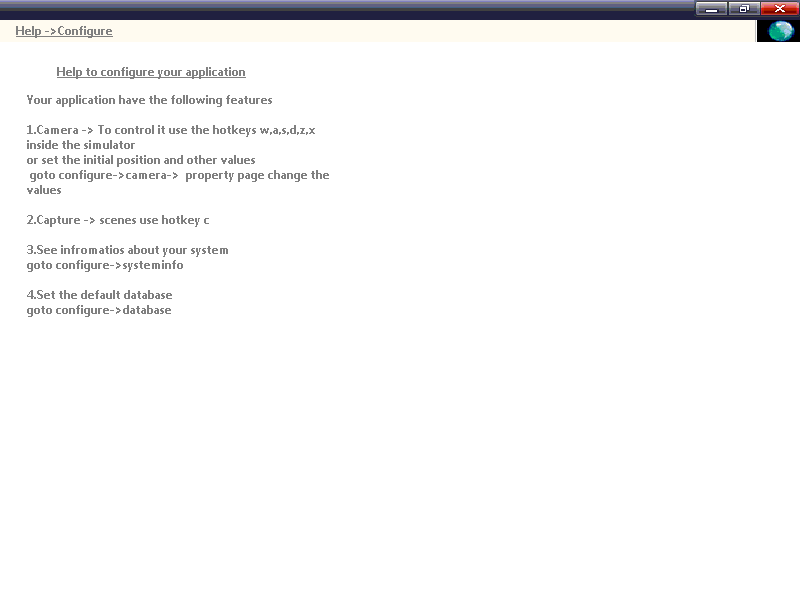 Help ->Configure
Help to configure your application
Your application have the following features
1.Camera -> To control it use the hotkeys w,a,s,d,z,x
inside the simulator
or set the initial position and other values
goto configure->camera-> property page change the
values
2.Capture -> scenes use hotkey c
3.See infromatios about your system
goto configure->systeminfo
4.Set the default database
goto configure->database